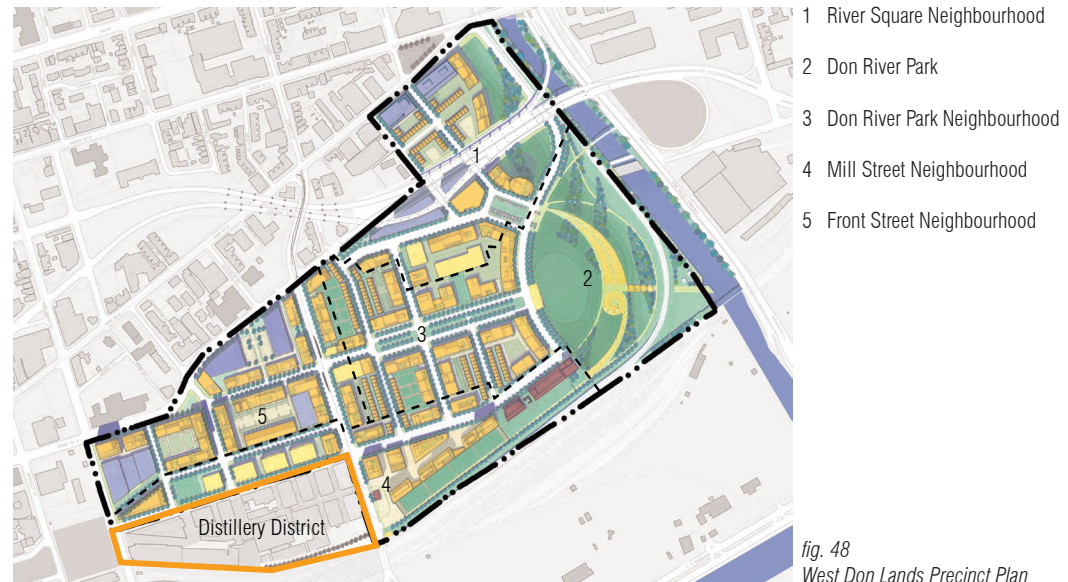 1 River Square Neighbourhood
2 Don River Park
3 Don River Park Neighbourhood
4 Mill Street Neighbourhood
5 Front Street Neighbourhood
1
2
3
5
4
Distillery District
fig. 48
West Don Lands Precinct Plan